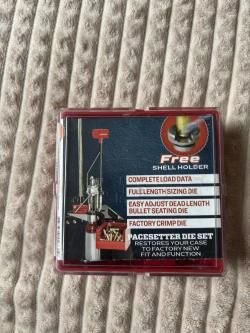 Free
SHELL HOLDER
COMPLETE LOAD DATA
FULL LENGTH SIZING DIE
EASY ADJUST DEAD LENGTH
BULLET SEATING DIE
FACTORY CRIMP DIE
PACESETTER DIE SET
RESTORES YOUR CASE
TO FACTORY NEW
FIT AND FUNCTION